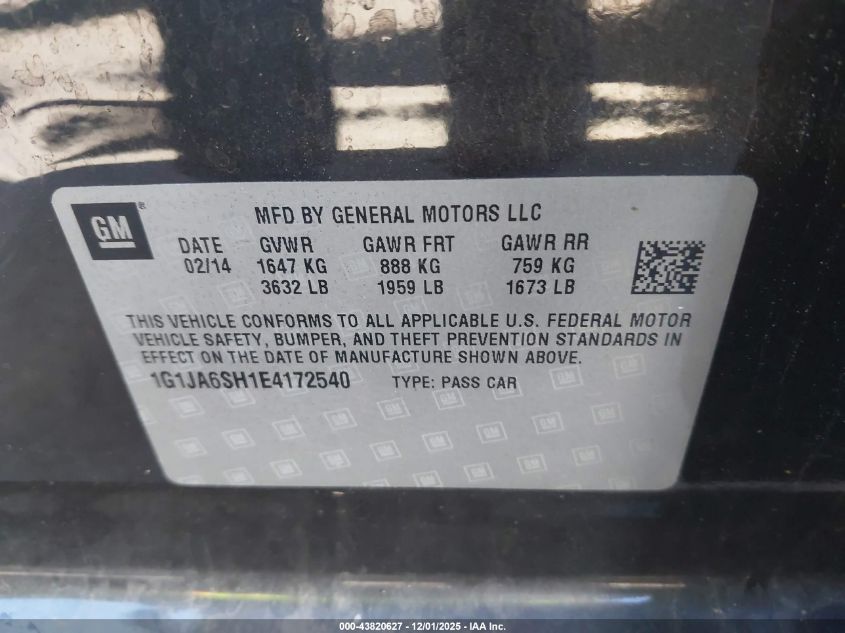 GM®
MFD BY GENERAL MOTORS LLC
DATE GVWR GAWR FRT GAWR RR
02/14 1647 KG 888 KG 759 KG
3632 LB 1959 LB 1673 LB
THIS VEHICLE CONFORMS TO ALL APPLICABLE U.S. FEDERAL MOTOR
VEHICLE SAFETY, BUMPER, AND THEFT PREVENTION STANDARDS IN
EFFECT ON THE DATE OF MANUFACTURE SHOWN ABOVE.
1G1JA6SH1E4172540 TYPE: PASS CAR
000-43820627 - 12/01/2025 - IAA Inc.